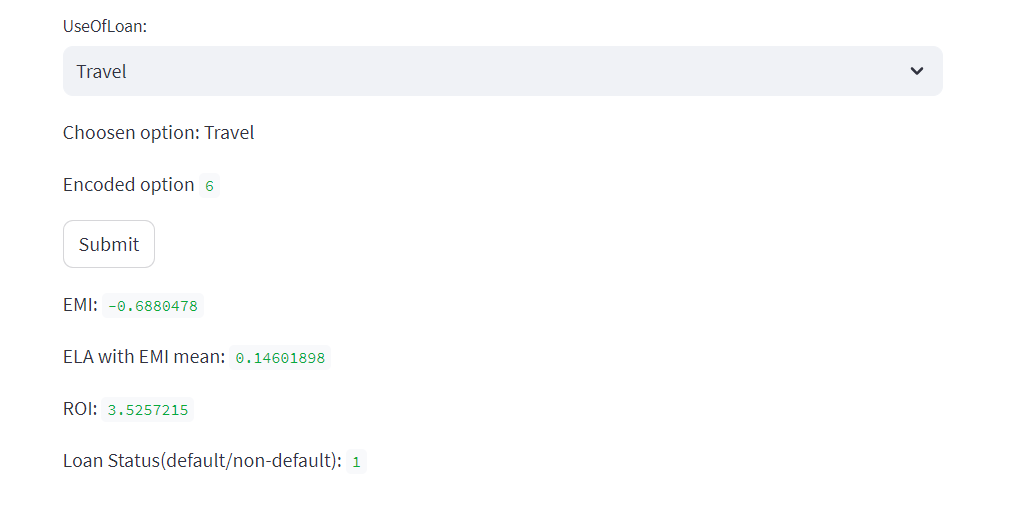 UseOfLoan:
Travel
Choosen option: Travel
Encoded option 6
Submit
EMI: -0.6880478
ELA with EMI mean: 0.14601898
ROI: 3.5257215
Loan Status(default/non-default): 1